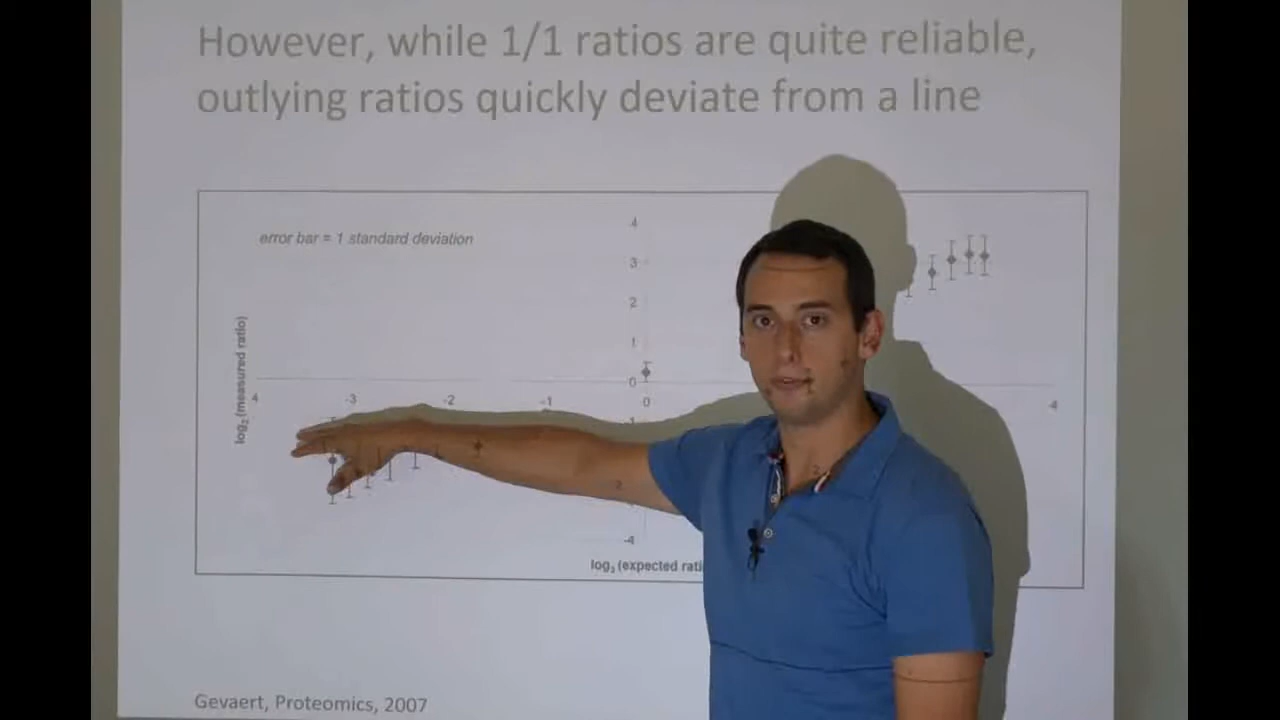 However, while 1/1 ratios are quite reliable,
outlying ratios quickly deviate from a line
error bar = 1 standard deviation
4
3
2
1
0
4 -3 -2 -1 0 4
2
-4
log₂ (measured ratio)
log₂ (expected rati
Gevaert, Proteomics, 2007